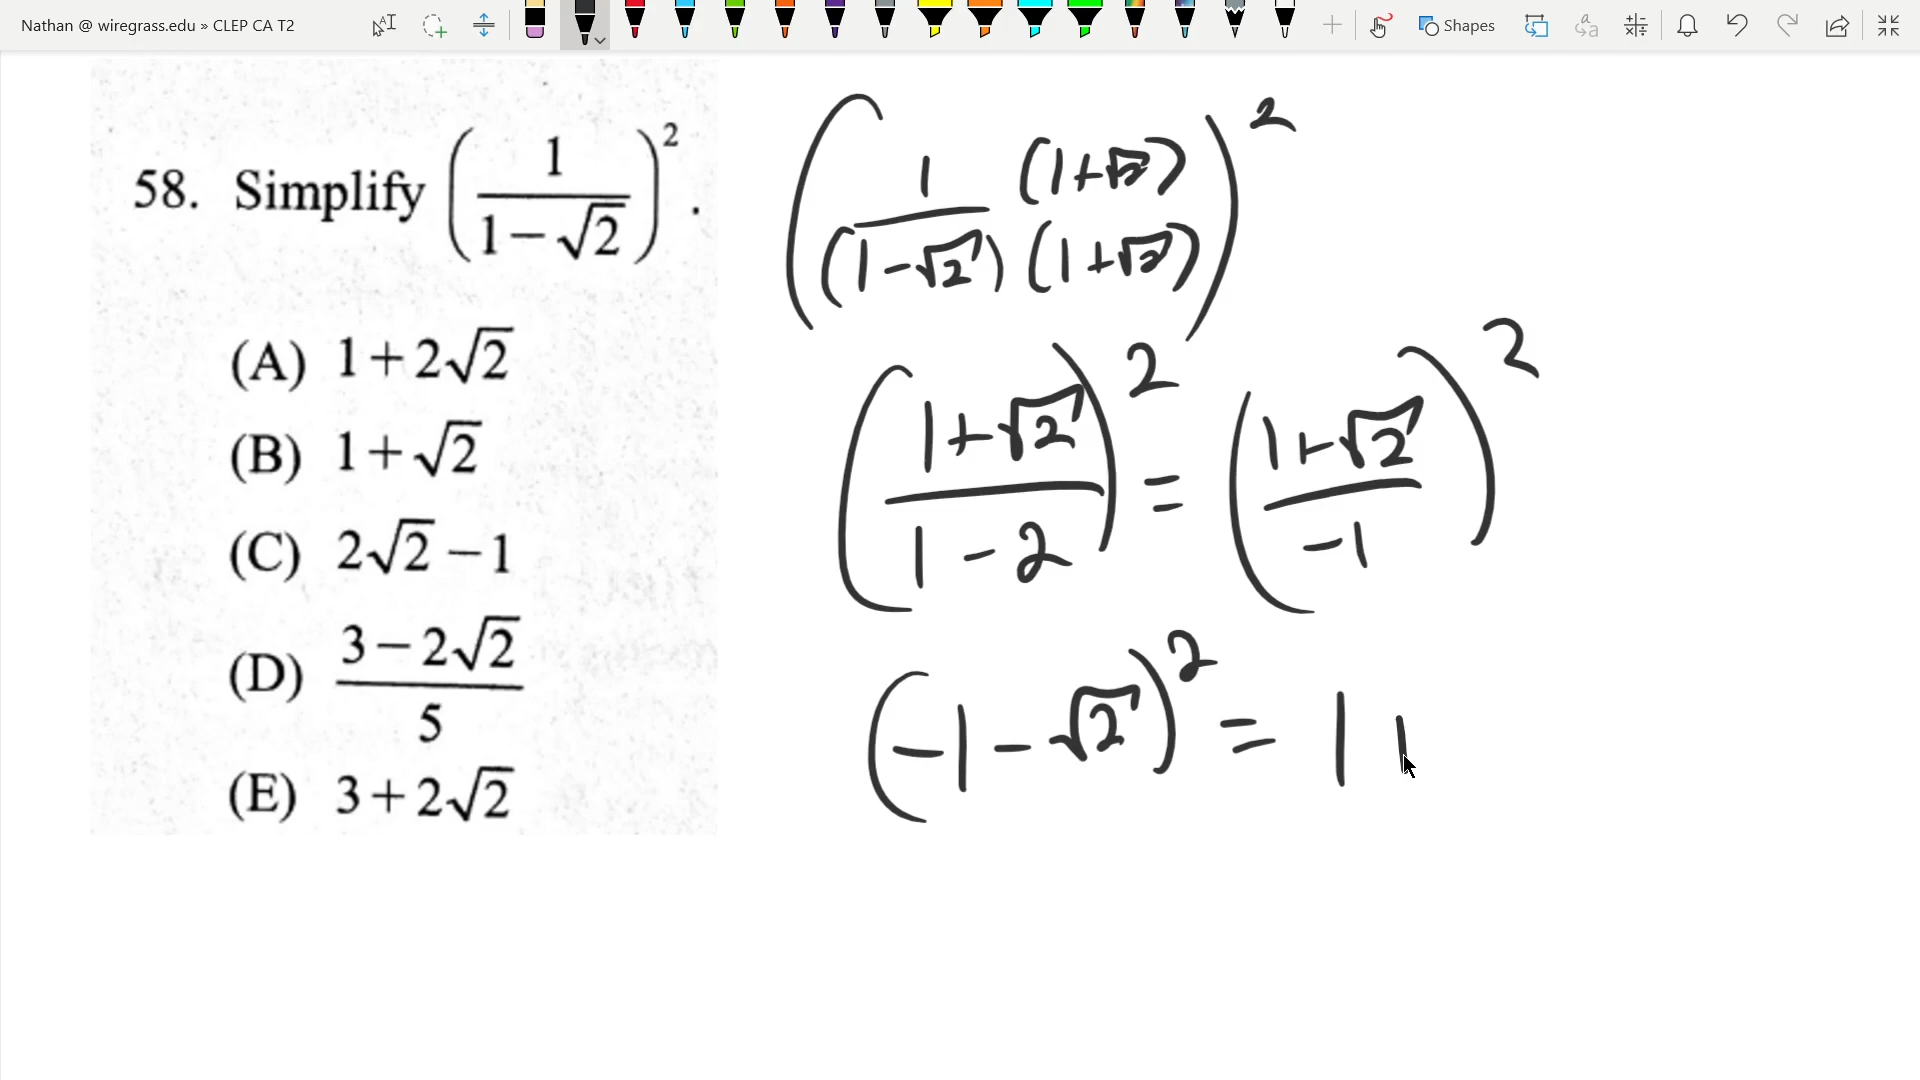 Nathan @ wiregrass.edu » CLEP CA T2
Shapes
58. Simplify (1/(1−√2))².
(A) 1+2√2
(B) 1+√2
(C) 2√2−1
(D) (3−2√2)/5
(E) 3+2√2
(1(1+√2)/((1−√2)(1+√2)))²
((1+√2)/(1−2))² = ((1+√2)/−1)²
(−1−√2)² = 1 1